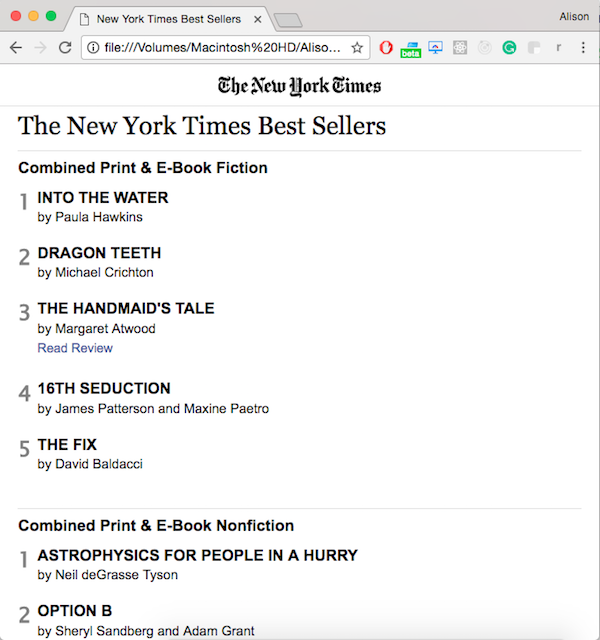 New York Times Best Sellers
Alison
file:///Volumes/Macintosh%20HD/Aliso...
beta
r
The New York Times
The New York Times Best Sellers
Combined Print & E-Book Fiction
1 INTO THE WATER
by Paula Hawkins
2 DRAGON TEETH
by Michael Crichton
3 THE HANDMAID'S TALE
by Margaret Atwood
Read Review
4 16TH SEDUCTION
by James Patterson and Maxine Paetro
5 THE FIX
by David Baldacci
Combined Print & E-Book Nonfiction
1 ASTROPHYSICS FOR PEOPLE IN A HURRY
by Neil deGrasse Tyson
2 OPTION B
by Sheryl Sandberg and Adam Grant